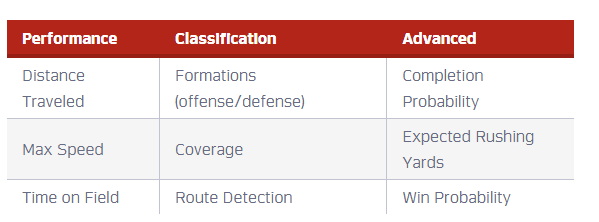 Performance Classification Advanced
Distance Traveled Formations (offense/defense) Completion Probability
Max Speed Coverage Expected Rushing Yards
Time on Field Route Detection Win Probability